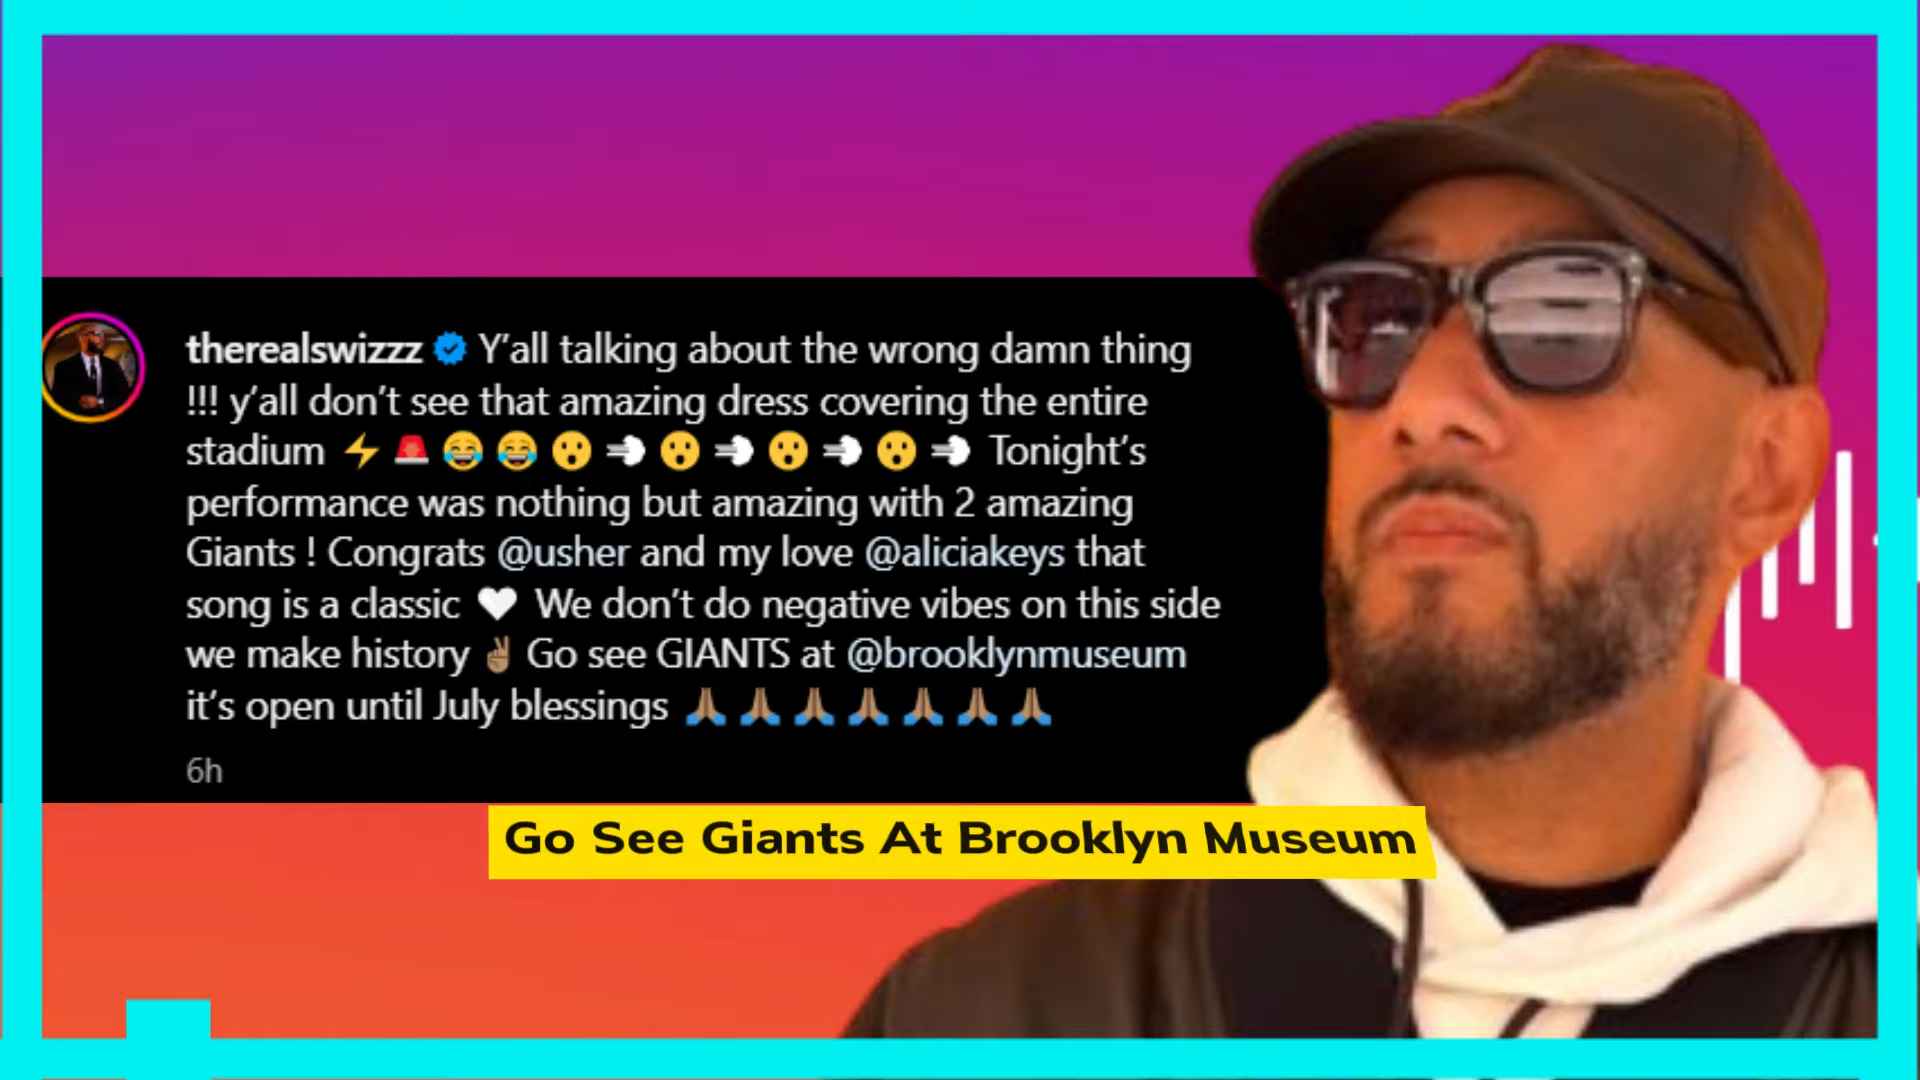 therealswizzz Y'all talking about the wrong damn thing
!!! y'all don't see that amazing dress covering the entire
stadium ⚡🚨😂😂😮💨😮💨😮💨😮💨 Tonight's
performance was nothing but amazing with 2 amazing
Giants ! Congrats @usher and my love @aliciakeys that
song is a classic 🤍 We don't do negative vibes on this side
we make history ✌🏽 Go see GIANTS at @brooklynmuseum
it's open until July blessings 🙏🏽🙏🏽🙏🏽🙏🏽🙏🏽🙏🏽🙏🏽
6h
Go See Giants At Brooklyn Museum